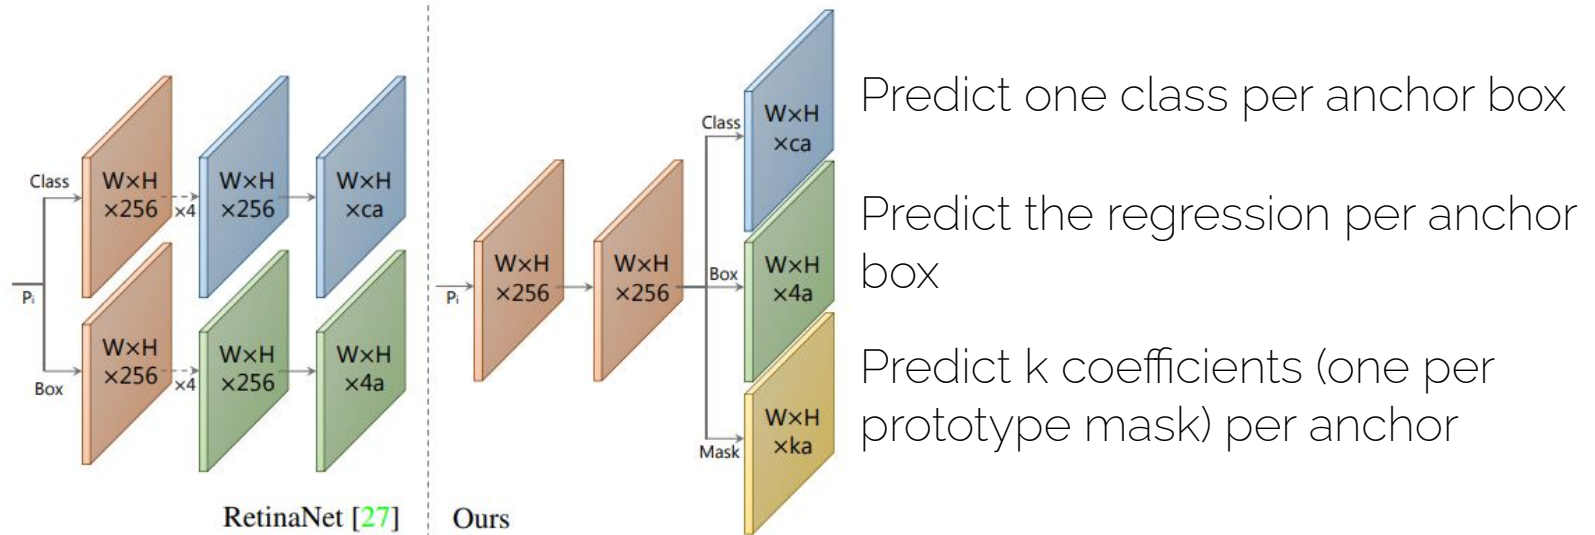 Class
W×H
×256
×4
W×H
×256
W×H
×ca
Pᵢ
Box
W×H
×256
×4
W×H
×256
W×H
×4a
RetinaNet [27]
Pᵢ
W×H
×256
W×H
×256
Class
W×H
×ca
Box
W×H
×4a
Mask
W×H
×ka
Ours
Predict one class per anchor box
Predict the regression per anchor
box
Predict k coefficients (one per
prototype mask) per anchor